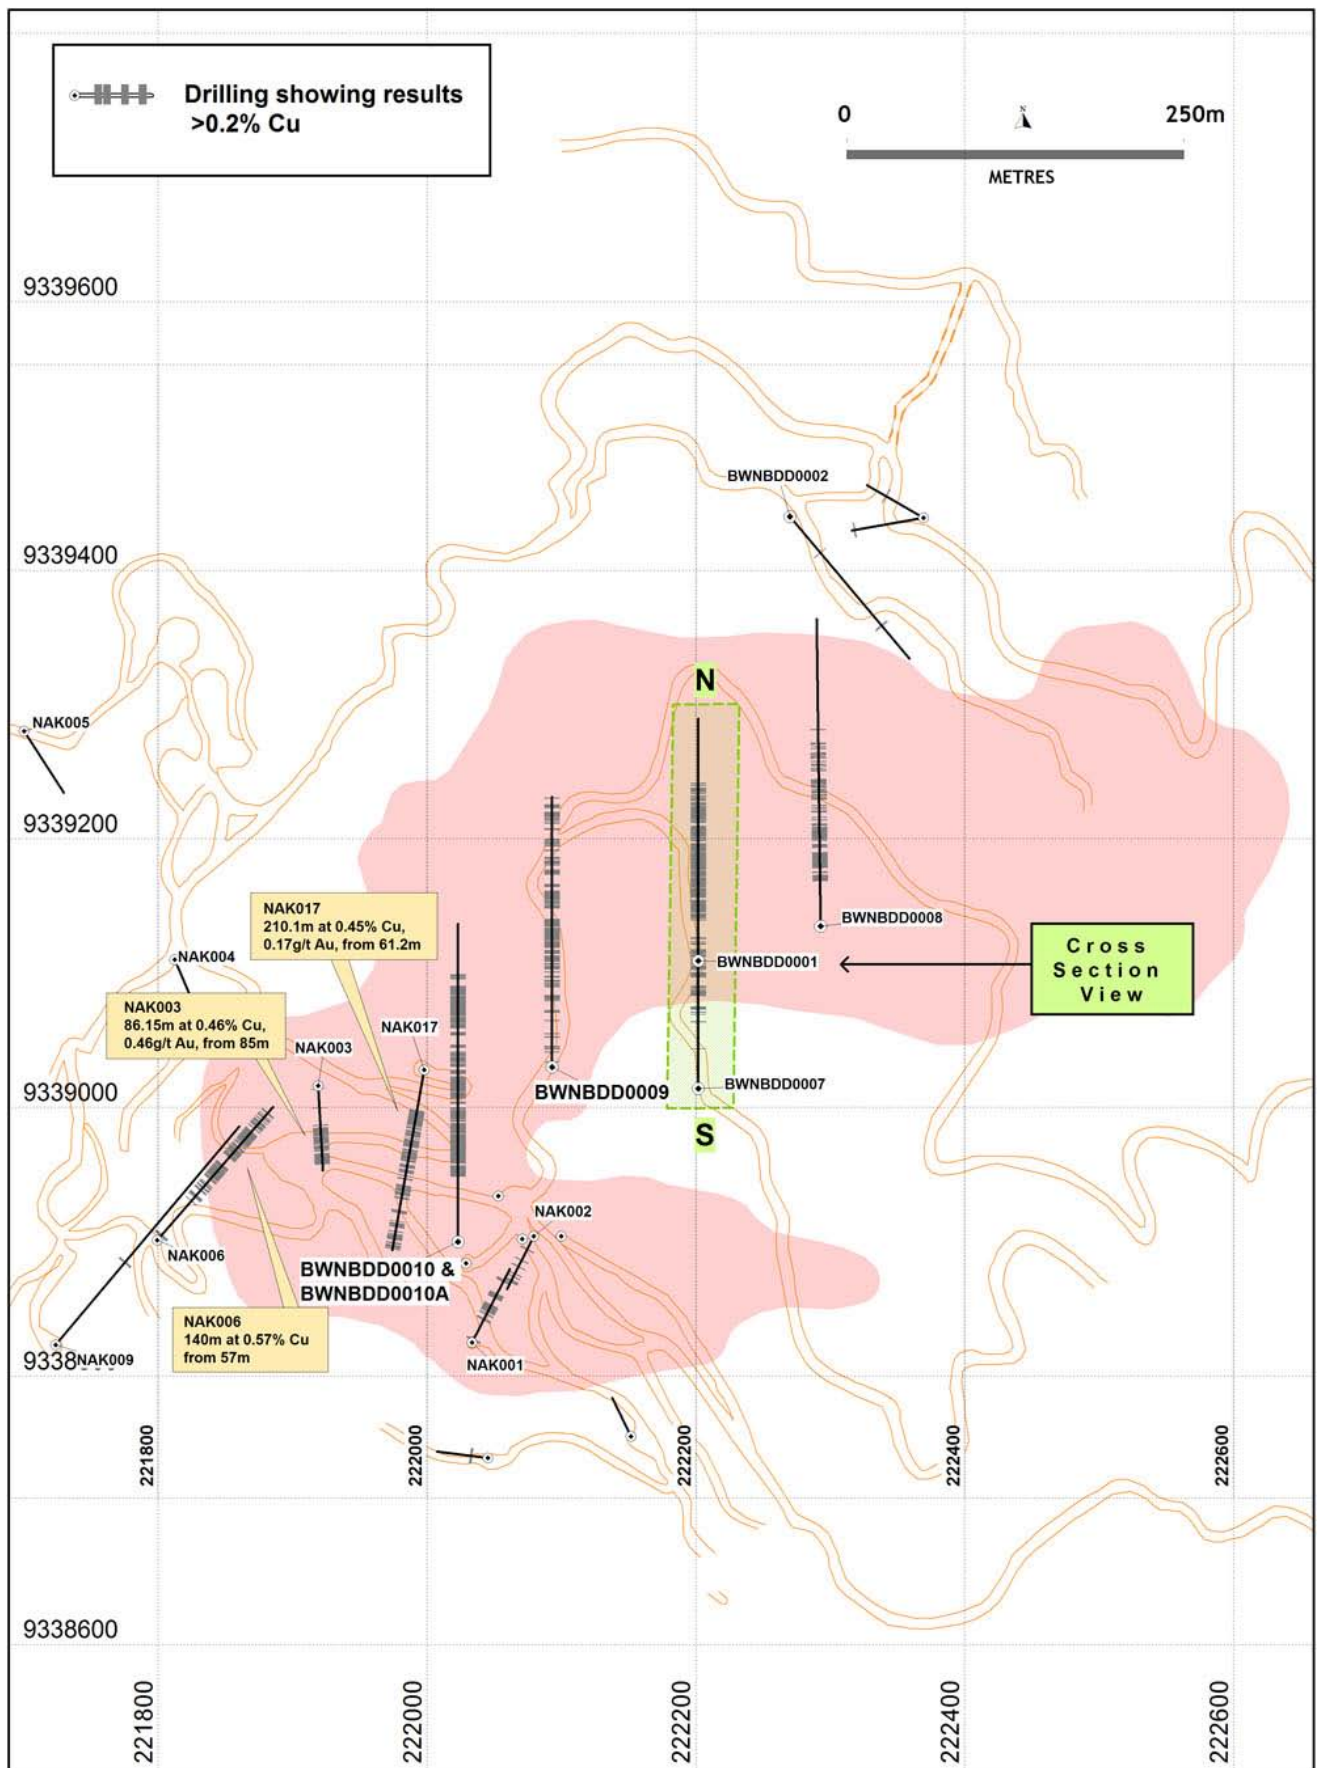 Drilling showing results
>0.2% Cu
0
N
250m
METRES
9339600
BWNBDD0002
9339400
N
NAK005
9339200
NAK017
210.1m at 0.45% Cu,
0.17g/t Au, from 61.2m
BWNBDD0008
NAK004
BWNBDD0001
Cross
Section
View
NAK003
86.15m at 0.46% Cu,
0.46g/t Au, from 85m
NAK017
NAK003
BWNBDD0009
BWNBDD0007
9339000
S
NAK002
NAK006
BWNBDD0010 &
BWNBDD0010A
NAK006
140m at 0.57% Cu
from 57m
NAK009
NAK001
221800
222000
222200
222400
222600
9338600
221800
222000
222200
222400
222600